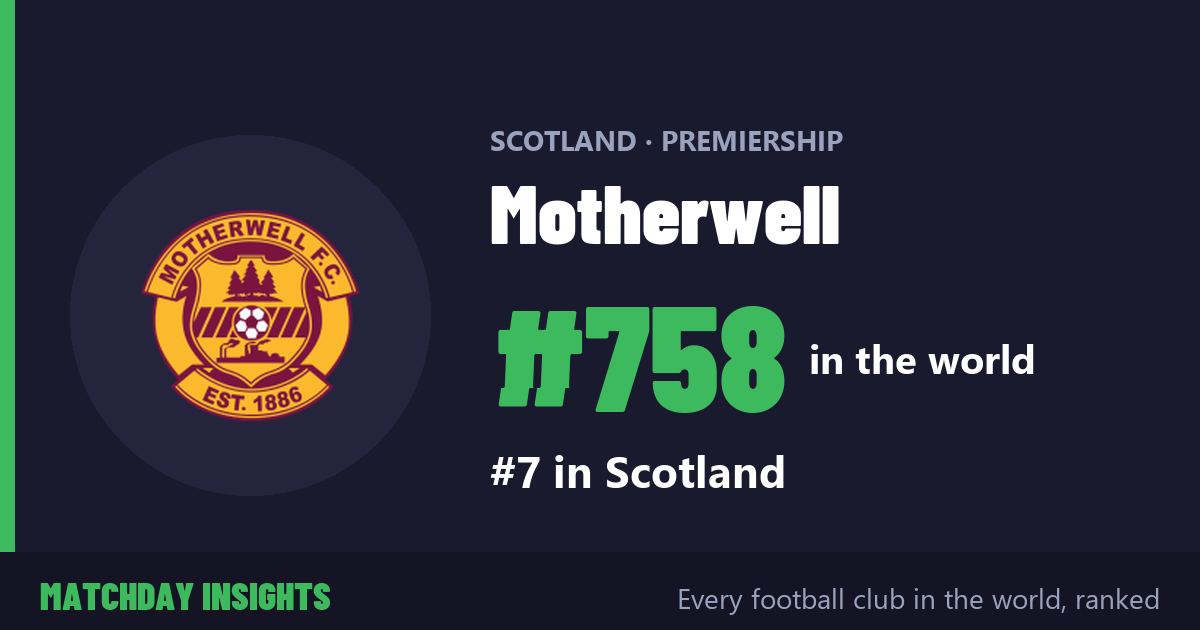 MOTHERWELL F.C.
EST. 1886
SCOTLAND · PREMIERSHIP
Motherwell
#758 in the world
#7 in Scotland
MATCHDAY INSIGHTS
Every football club in the world, ranked